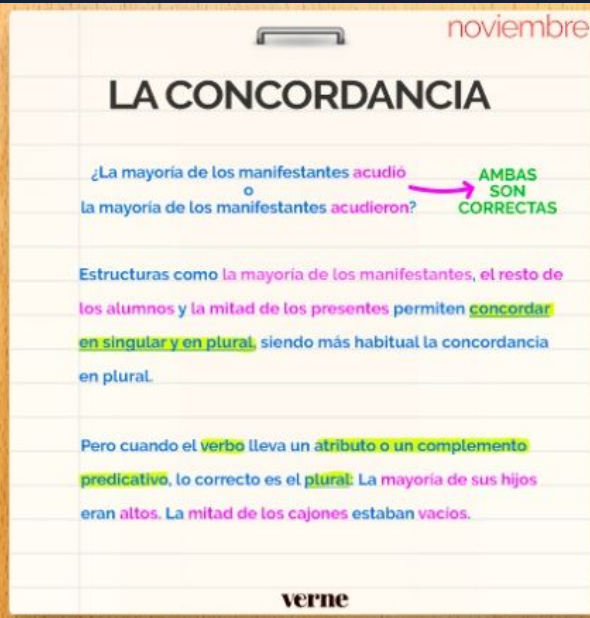 noviembre
LA CONCORDANCIA
¿La mayoría de los manifestantes acudió
o
la mayoría de los manifestantes acudieron?
AMBAS
SON
CORRECTAS
Estructuras como la mayoría de los manifestantes, el resto de
los alumnos y la mitad de los presentes permiten concordar
en singular y en plural, siendo más habitual la concordancia
en plural.
Pero cuando el verbo lleva un atributo o un complemento
predicativo, lo correcto es el plural: La mayoría de sus hijos
eran altos. La mitad de los cajones estaban vacíos.
verne